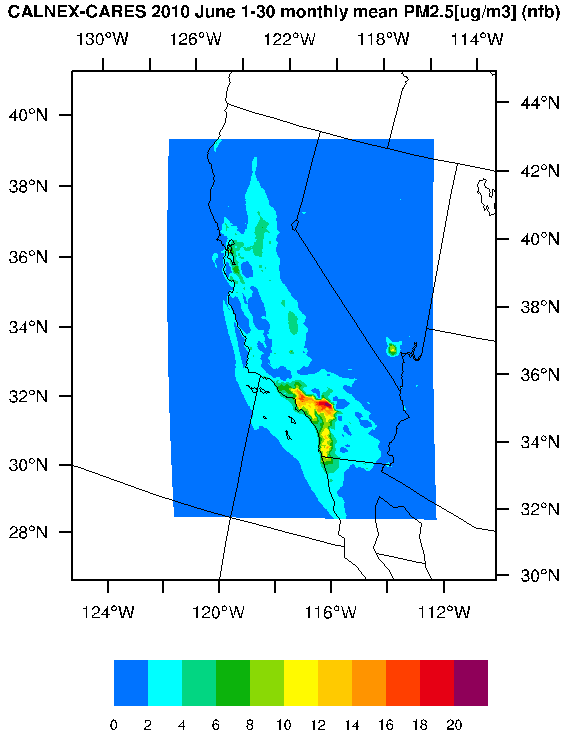 CALNEX-CARES 2010 June 1-30 monthly mean PM2.5[ug/m3] (nfb)
130°W 126°W 122°W 118°W 114°W
40°N 44°N
38°N 42°N
36°N 40°N
34°N 38°N
32°N 36°N
30°N 34°N
28°N 32°N
30°N
124°W 120°W 116°W 112°W
0 2 4 6 8 10 12 14 16 18 20